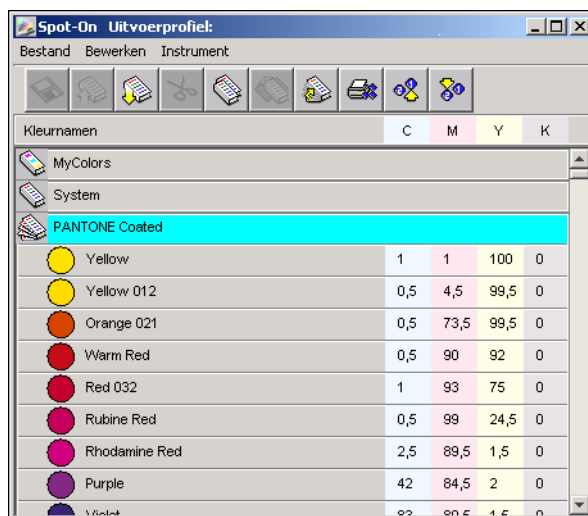 Spot-On Uitvoerprofiel:
Bestand Bewerken Instrument
Kleurnamen C M Y K
MyColors
System
PANTONE Coated
Yellow 1 1 100 0
Yellow 012 0,5 4,5 99,5 0
Orange 021 0,5 73,5 99,5 0
Warm Red 0,5 90 92 0
Red 032 1 93 75 0
Rubine Red 0,5 99 24,5 0
Rhodamine Red 2,5 89,5 1,5 0
Purple 42 84,5 2 0
Violet